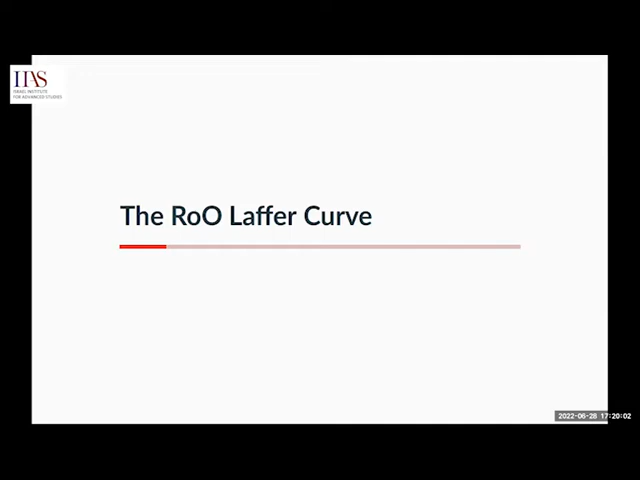 IIAS
ISRAEL INSTITUTE
FOR ADVANCED STUDIES
The RoO Laffer Curve
2022-06-28 17:20:02